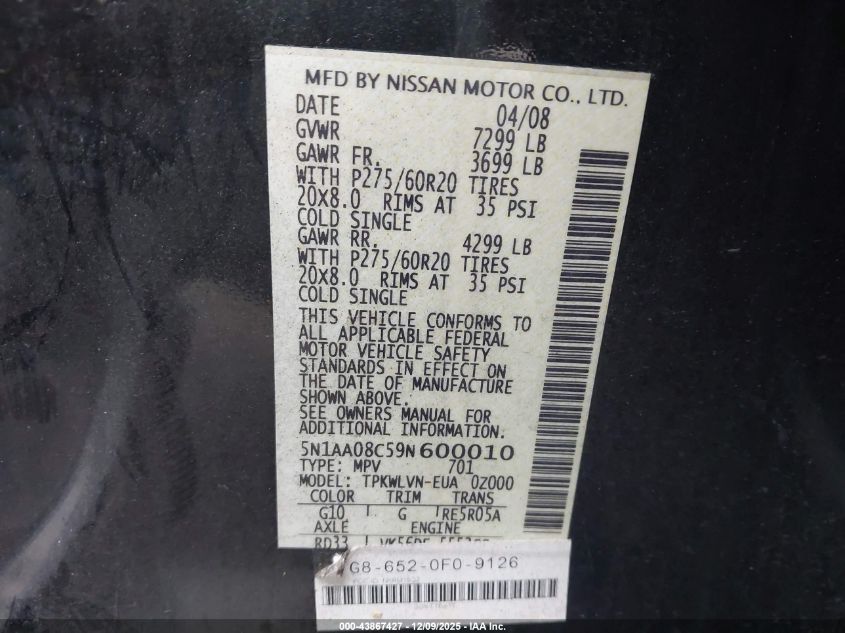 MFD BY NISSAN MOTOR CO., LTD.
DATE 04/08
GVWR 7299 LB
GAWR FR. 3699 LB
WITH P275/60R20 TIRES
20X8.0 RIMS AT 35 PSI
COLD SINGLE
GAWR RR. 4299 LB
WITH P275/60R20 TIRES
20X8.0 RIMS AT 35 PSI
COLD SINGLE
THIS VEHICLE CONFORMS TO
ALL APPLICABLE FEDERAL
MOTOR VEHICLE SAFETY
STANDARDS IN EFFECT ON
THE DATE OF MANUFACTURE
SHOWN ABOVE.
SEE OWNERS MANUAL FOR
ADDITIONAL INFORMATION.
5N1AA08C59N600010
TYPE: MPV 701
MODEL: TPKWLVN-EUA 0Z000
COLOR TRIM TRANS
G10 G RE5R05A
AXLE ENGINE
RD33
G8-652-0F0-9126
000-43867427 - 12/09/2025 - IAA Inc.